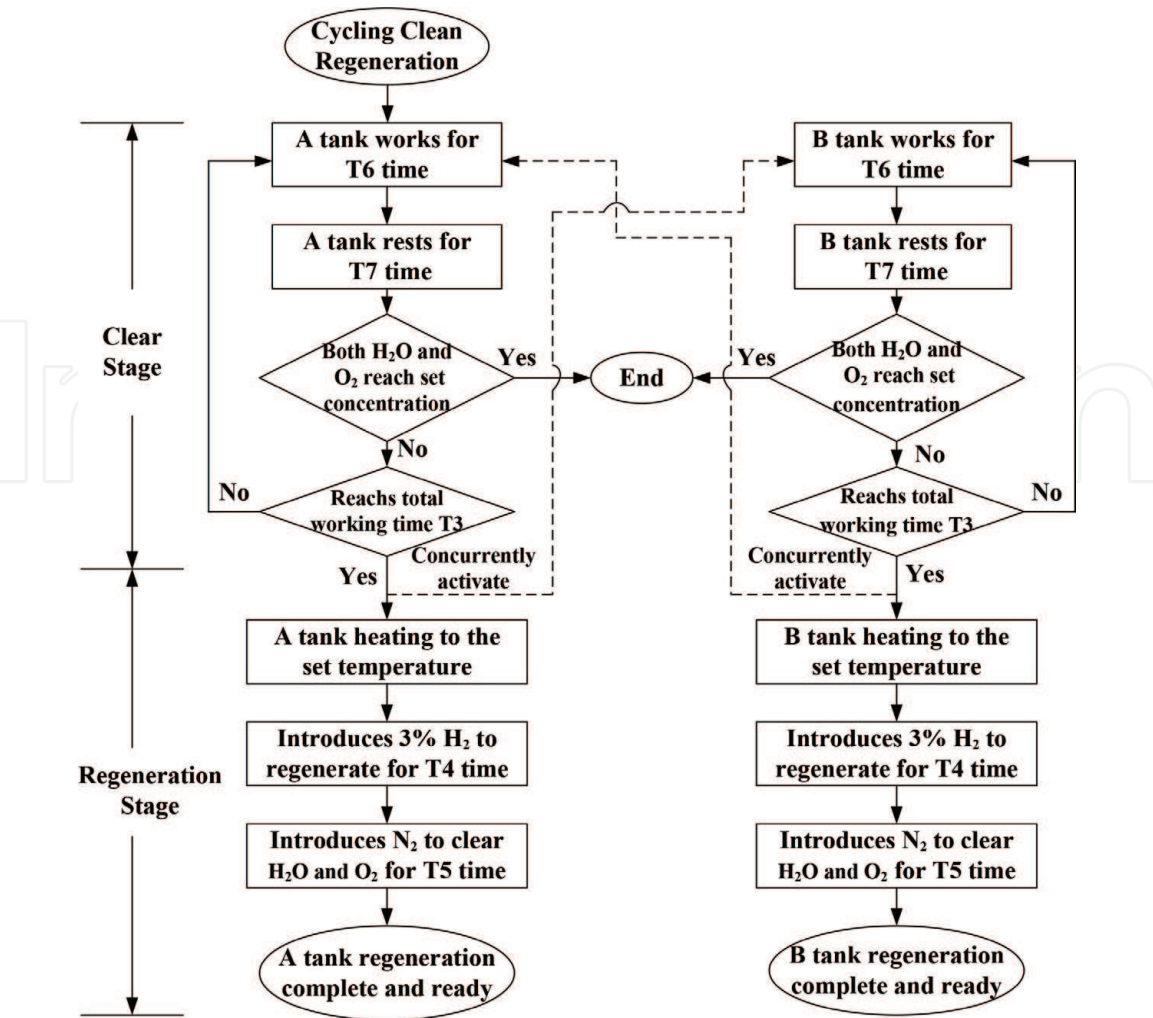 Cycling Clean
Regeneration
A tank works for
T6 time
B tank works for
T6 time
A tank rests for
T7 time
B tank rests for
T7 time
Clear
Stage
Both H₂O and
O₂ reach set
concentration
Yes
End
Yes
Both H₂O and
O₂ reach set
concentration
No
No
No
Reachs total
working time T3
Reachs total
working time T3
No
Concurrently
activate
Yes
Concurrently
activate
Yes
A tank heating to the
set temperature
B tank heating to the
set temperature
Regeneration
Stage
Introduces 3% H₂ to
regenerate for T4 time
Introduces 3% H₂ to
regenerate for T4 time
Introduces N₂ to clear
H₂O and O₂ for T5 time
Introduces N₂ to clear
H₂O and O₂ for T5 time
A tank regeneration
complete and ready
B tank regeneration
complete and ready